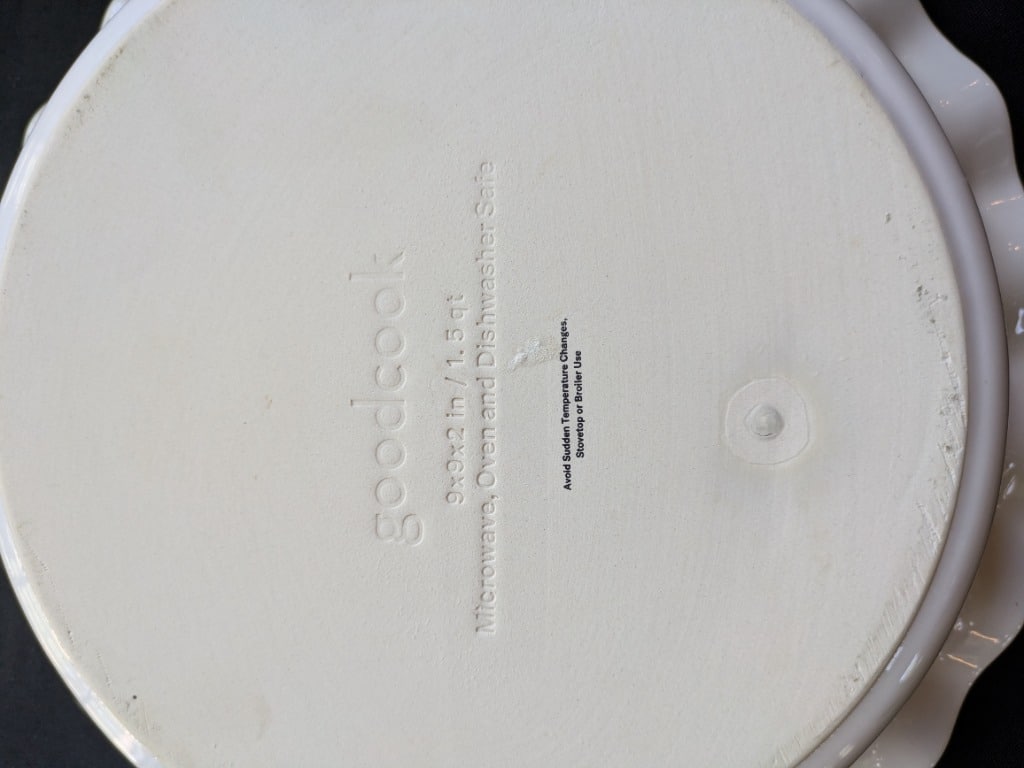 goodcook
9x9x2 in / 1.5 qt
Microwave, Oven and Dishwasher Safe
Avoid Sudden Temperature Changes,
Stovetop or Broiler Use